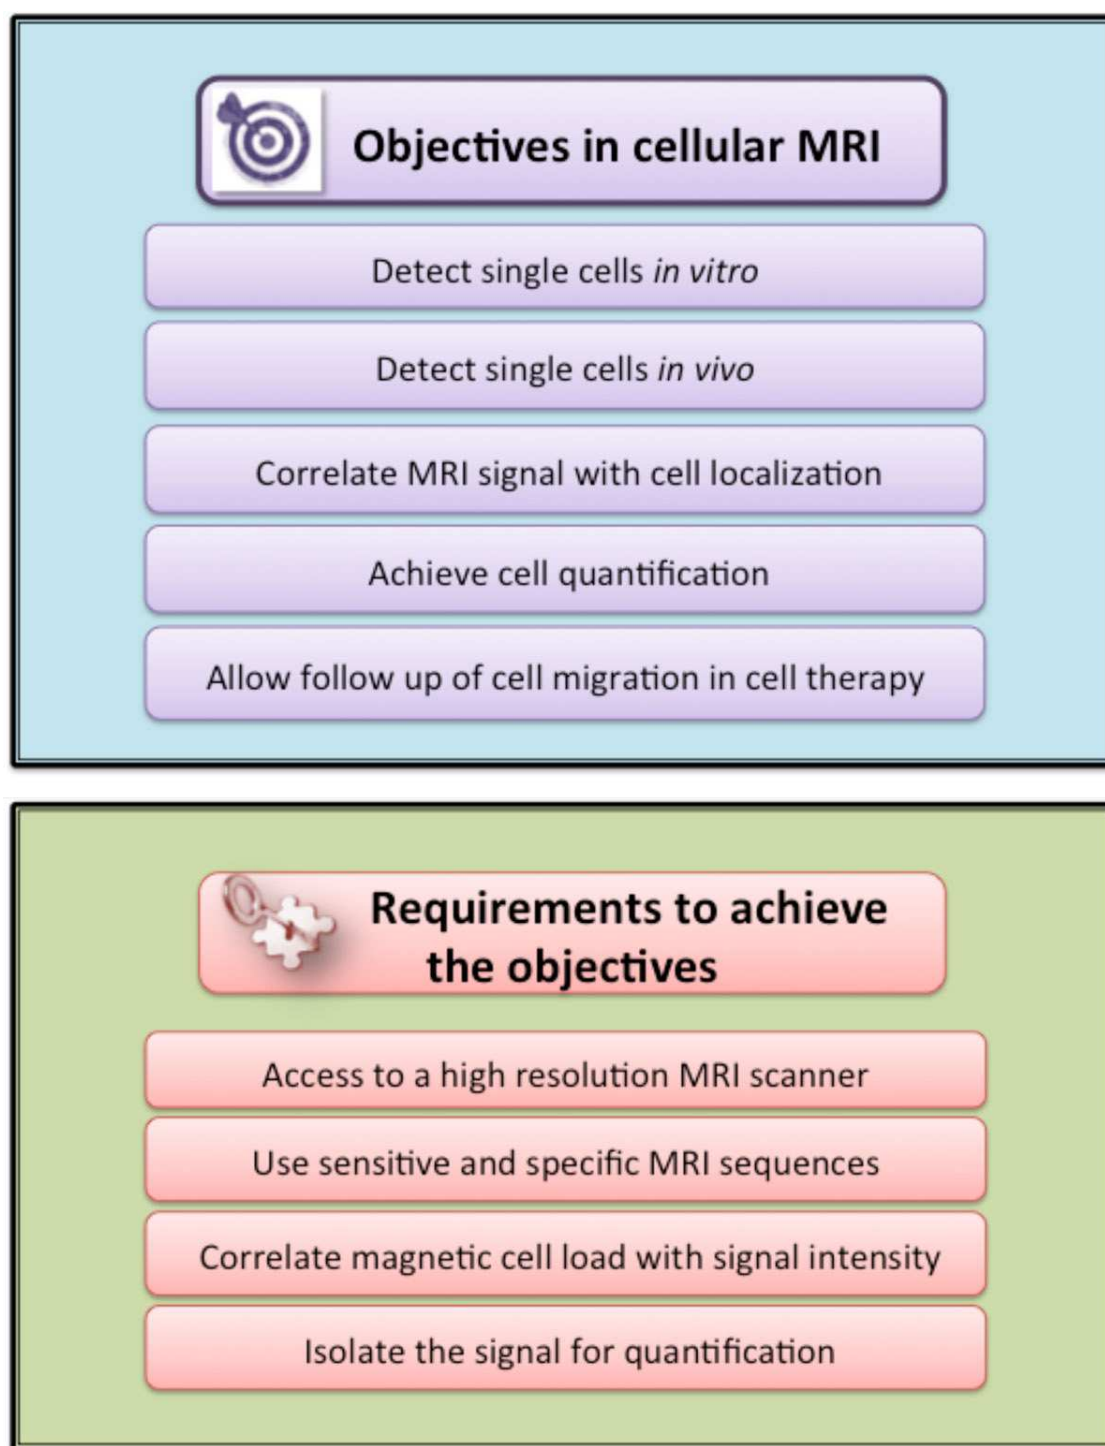 Objectives in cellular MRI
Detect single cells in vitro
Detect single cells in vivo
Correlate MRI signal with cell localization
Achieve cell quantification
Allow follow up of cell migration in cell therapy
Requirements to achieve
the objectives
Access to a high resolution MRI scanner
Use sensitive and specific MRI sequences
Correlate magnetic cell load with signal intensity
Isolate the signal for quantification